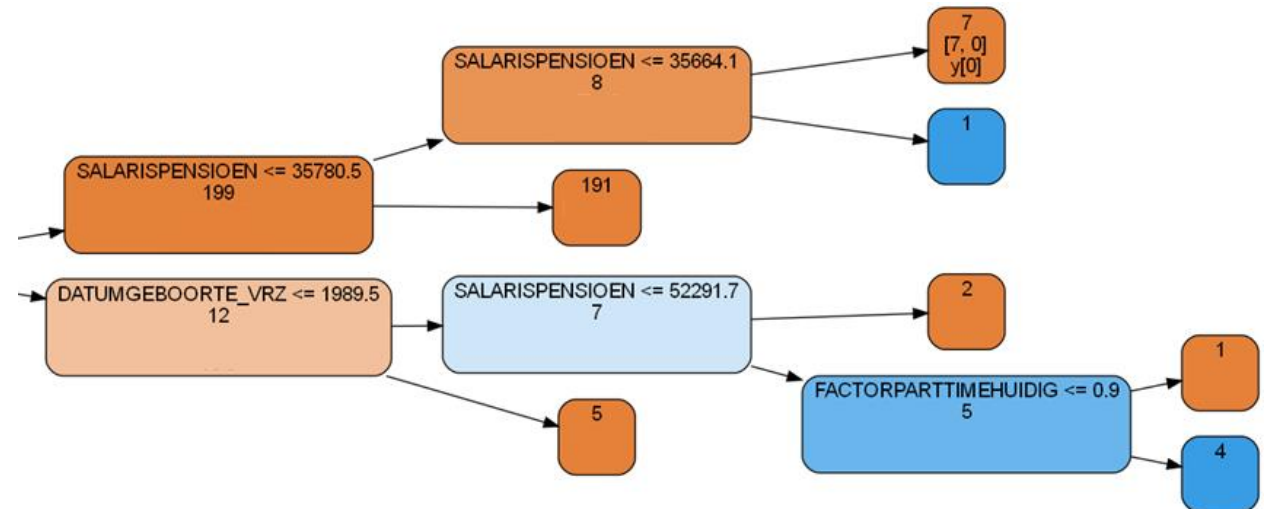 7
[7, 0]
y[0]
SALARISPENSIOEN <= 35664.1
8
1
SALARISPENSIOEN <= 35780.5
199
191
DATUMGEBOORTE_VRZ <= 1989.5
12
SALARISPENSIOEN <= 52291.7
7
2
5
FACTORPARTTIMEHUIDIG <= 0.9
5
1
4